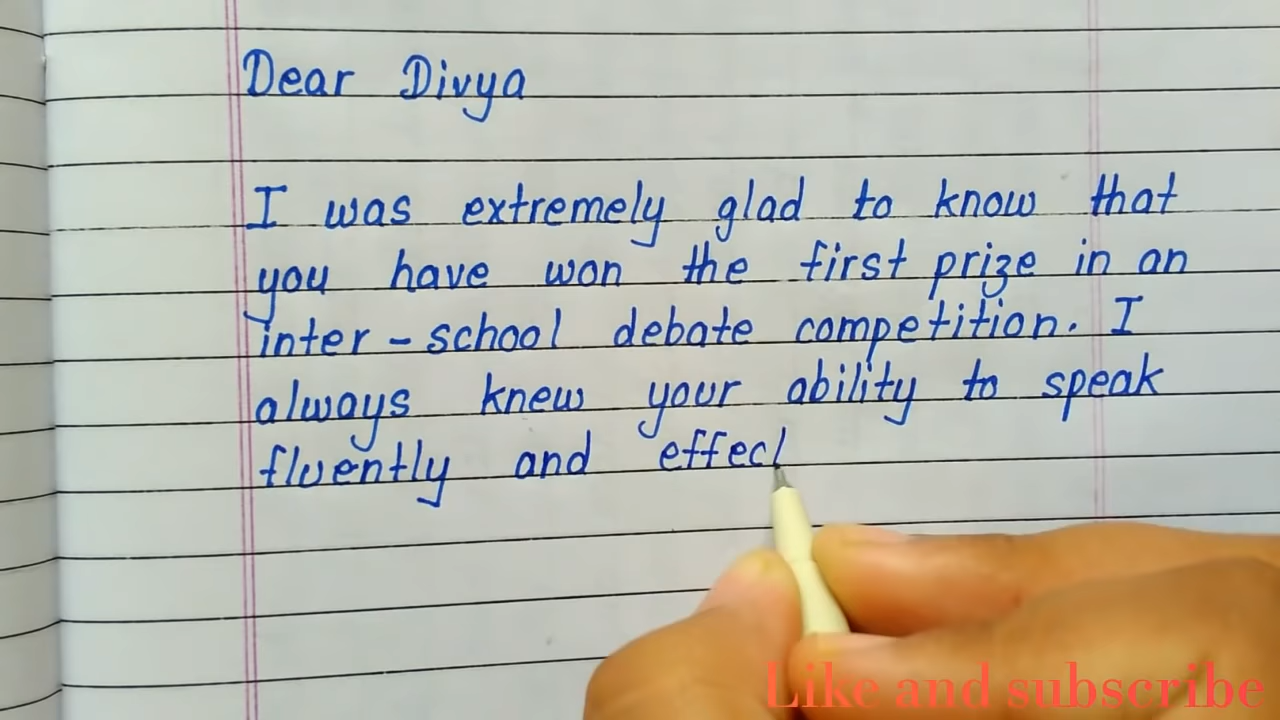 Dear Divya
I was extremely glad to know that
you have won the first prize in an
inter-school debate competition. I
always knew your ability to speak
fluently and effect
Like and subscribe